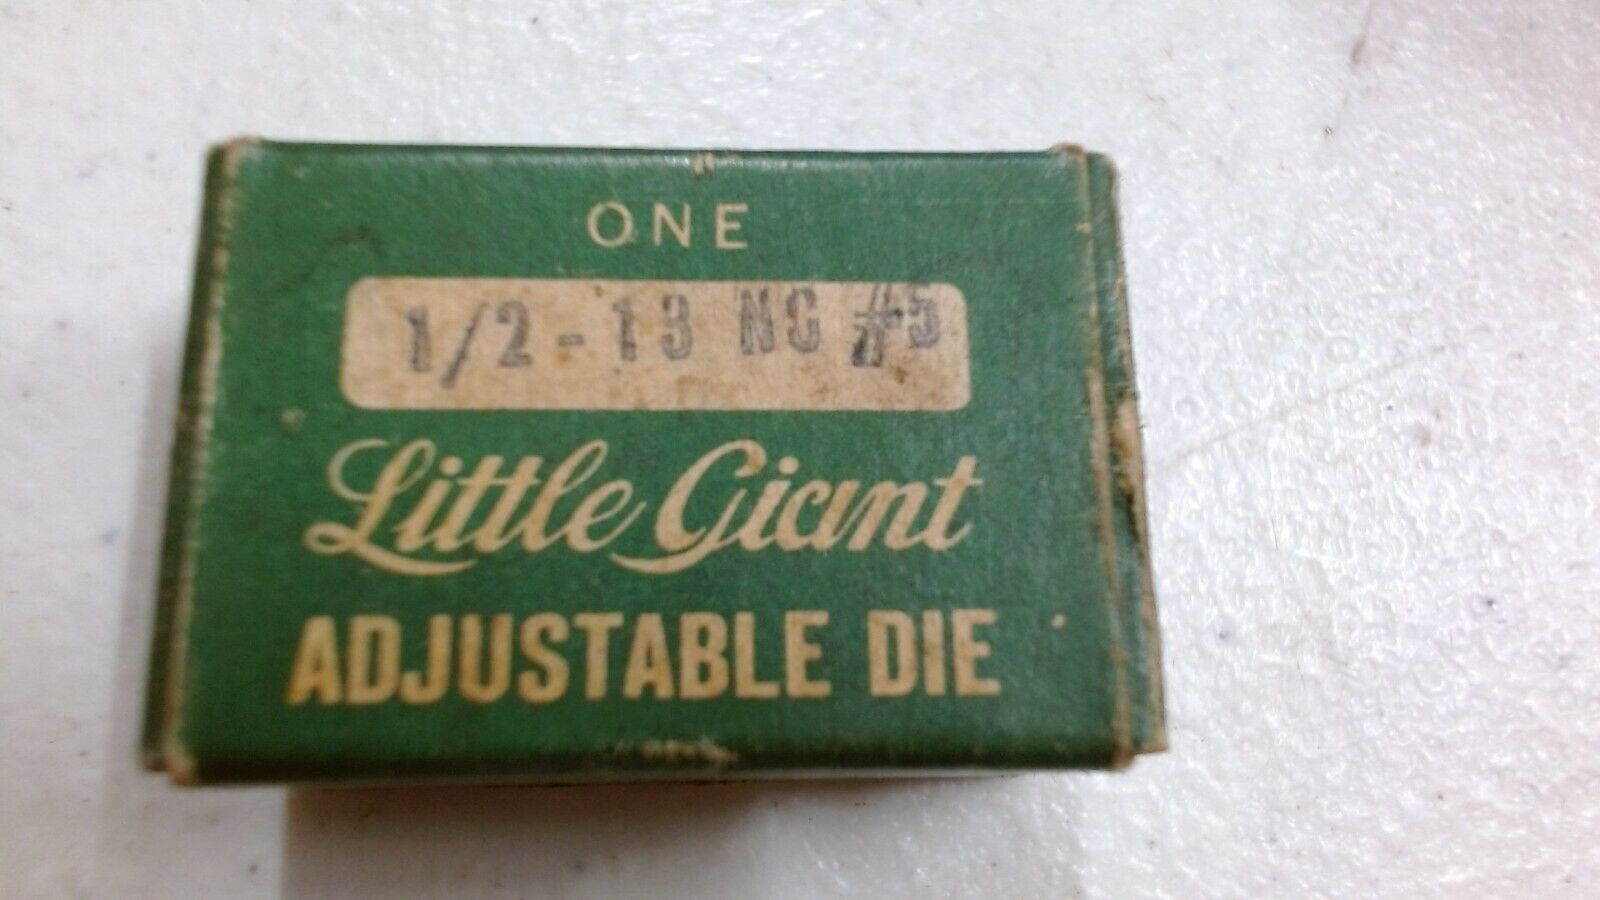 ONE
1/2-13 NC #5
Little Giant
ADJUSTABLE DIE